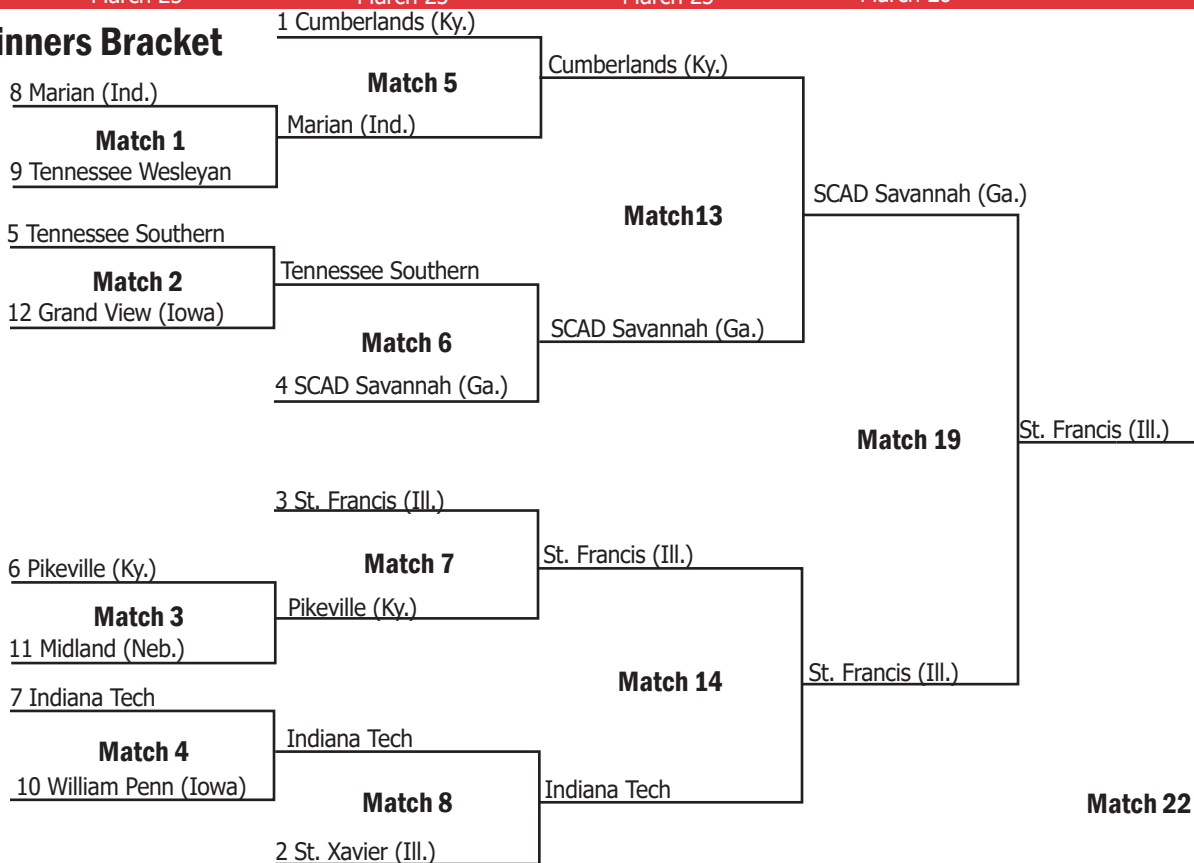 inners Bracket
1 Cumberlands (Ky.)
Match 5
Cumberlands (Ky.)
8 Marian (Ind.)
Match 1
Marian (Ind.)
9 Tennessee Wesleyan
Match13
SCAD Savannah (Ga.)
5 Tennessee Southern
Match 2
Tennessee Southern
12 Grand View (Iowa)
Match 6
SCAD Savannah (Ga.)
4 SCAD Savannah (Ga.)
Match 19
St. Francis (Ill.)
3 St. Francis (Ill.)
Match 7
St. Francis (Ill.)
6 Pikeville (Ky.)
Match 3
Pikeville (Ky.)
11 Midland (Neb.)
Match 14
St. Francis (Ill.)
7 Indiana Tech
Match 4
Indiana Tech
10 William Penn (Iowa)
Match 8
Indiana Tech
Match 22
2 St. Xavier (Ill.)